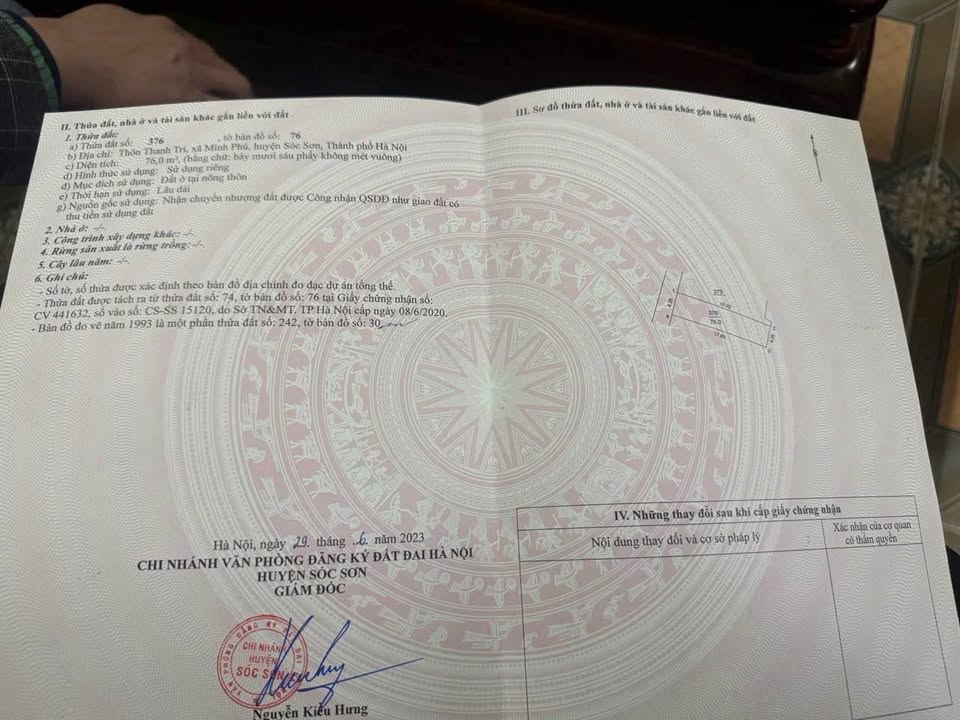 II. Thửa đất, nhà ở và tài sản khác gắn liền với đất
1. Thửa đất:
a) Thửa đất số: 376 , tờ bản đồ số: 76
b) Địa chỉ: Thôn Thanh Trí, xã Minh Phú, huyện Sóc Sơn, Thành phố Hà Nội
c) Diện tích: 76,0 m², (bằng chữ: bảy mươi sáu phẩy không mét vuông)
d) Hình thức sử dụng: Sử dụng riêng
đ) Mục đích sử dụng: Đất ở tại nông thôn
e) Thời hạn sử dụng: Lâu dài
g) Nguồn gốc sử dụng: Nhận chuyển nhượng đất được Công nhận QSDĐ như giao đất có
thu tiền sử dụng đất
2. Nhà ở: -/-
3. Công trình xây dựng khác: -/-
4. Rừng sản xuất là rừng trồng: -/-
5. Cây lâu năm: -/-
6. Ghi chú:
- Số tờ, số thửa được xác định theo bản đồ địa chính đo đạc dự án tổng thể.
- Thửa đất được tách ra từ thửa đất số: 74, tờ bản đồ số: 76 tại Giấy chứng nhận số:
CV 441632, số vào sổ: CS-SS 15120, do Sở TN&MT. TP Hà Nội cấp ngày 08/6/2020.
- Bản đồ đo vẽ năm 1993 là một phần thửa đất số: 242, tờ bản đồ số: 30
Hà Nội, ngày 29 tháng 6 năm 2023
CHI NHÁNH VĂN PHÒNG ĐĂNG KÝ ĐẤT ĐAI HÀ NỘI
HUYỆN SÓC SƠN
GIÁM ĐỐC
CHI NHÁNH
HUYỆN
SÓC SƠN
Nguyễn Kiều Hưng
III. Sơ đồ thửa đất, nhà ở và tài sản khác gắn liền với đất
375
376
76.0
IV. Những thay đổi sau khi cấp giấy chứng nhận
Nội dung thay đổi và cơ sở pháp lý
Xác nhận của cơ quan
có thẩm quyền